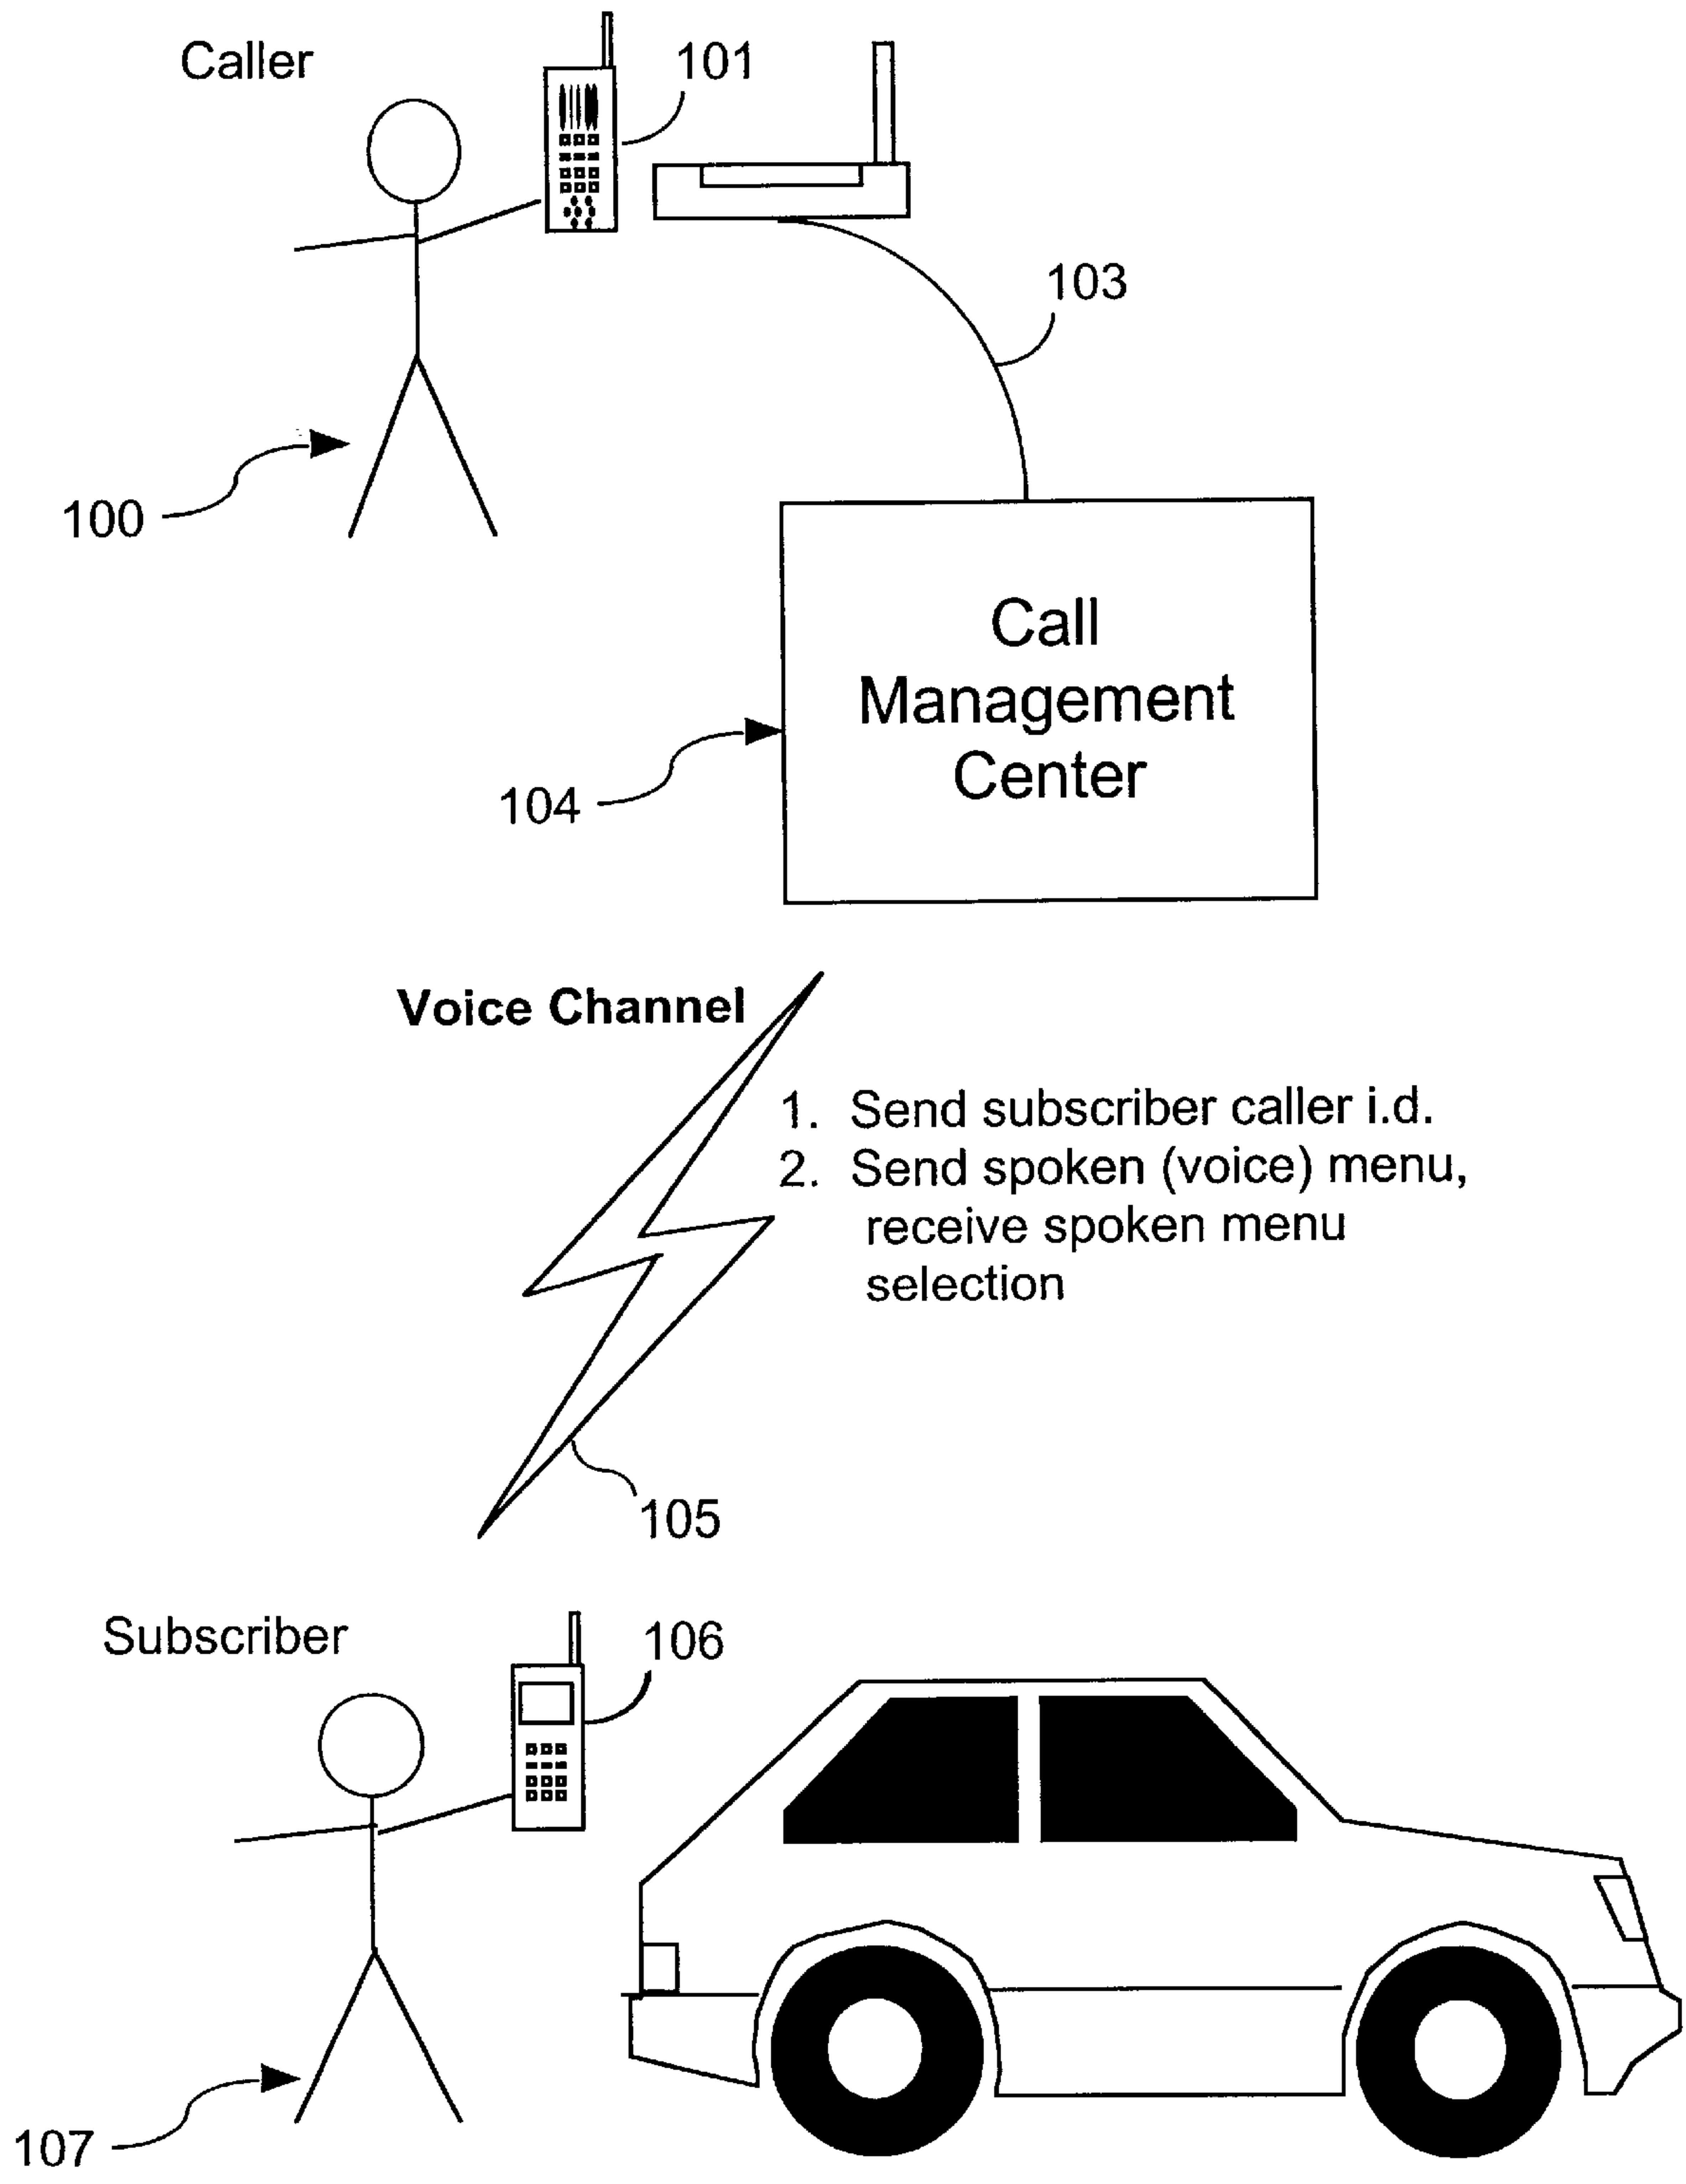 Caller
101
103
100
Call
Management
Center
104
Voice Channel
1. Send subscriber caller i.d.
2. Send spoken (voice) menu,
receive spoken menu
selection
105
Subscriber
106
107